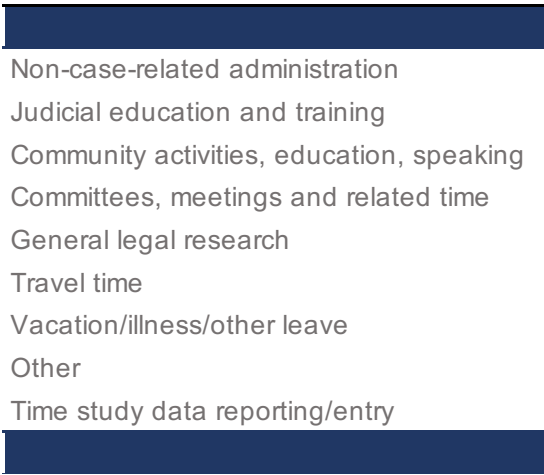 Non-case-related administration
Judicial education and training
Community activities, education, speaking
Committees, meetings and related time
General legal research
Travel time
Vacation/illness/other leave
Other
Time study data reporting/entry